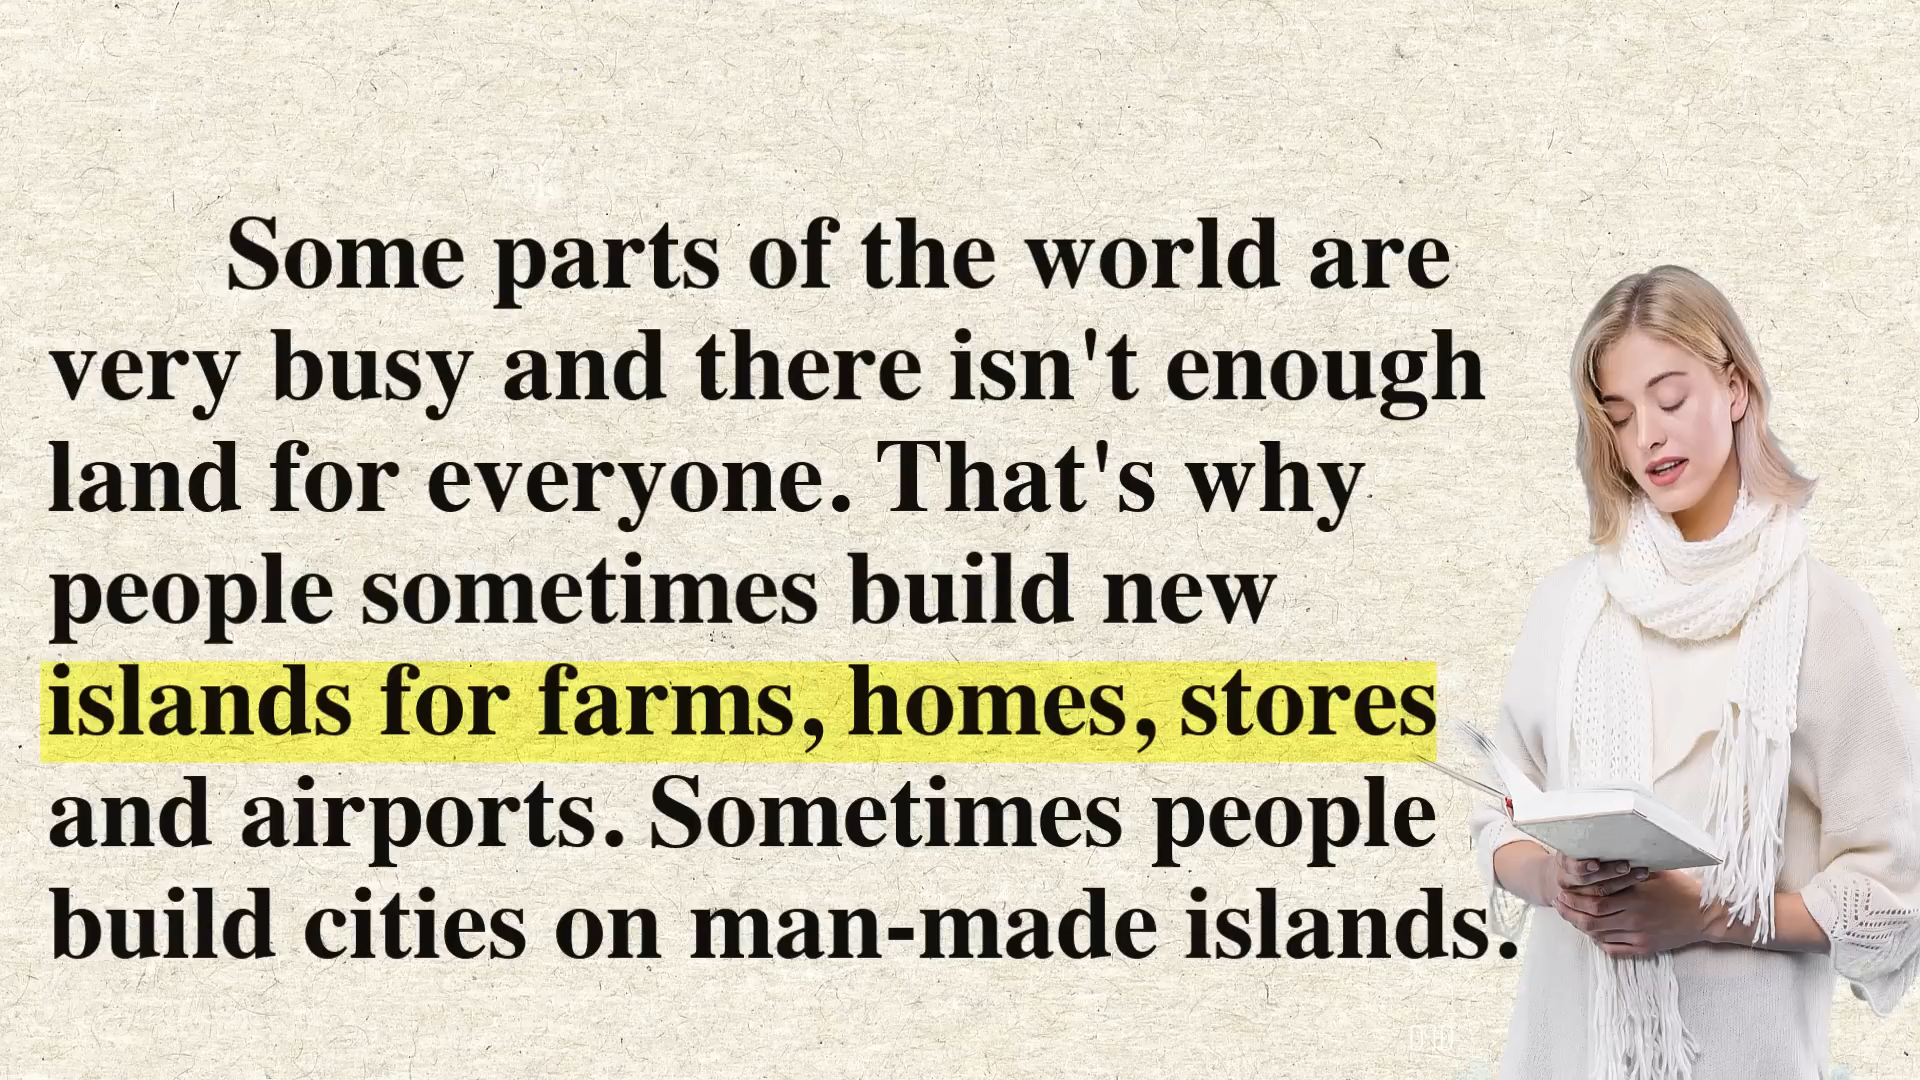 Some parts of the world are
very busy and there isn't enough
land for everyone. That's why
people sometimes build new
islands for farms, homes, stores
and airports. Sometimes people
build cities on man-made islands.